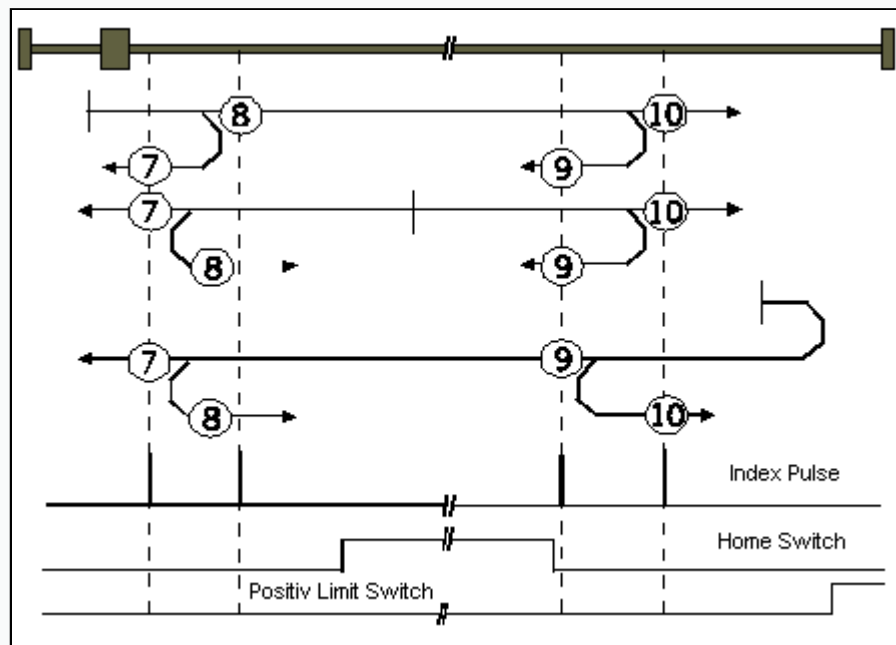 8 10
7 9
7 10
8 9
7 9
8 10
Index Pulse
Home Switch
Positiv Limit Switch